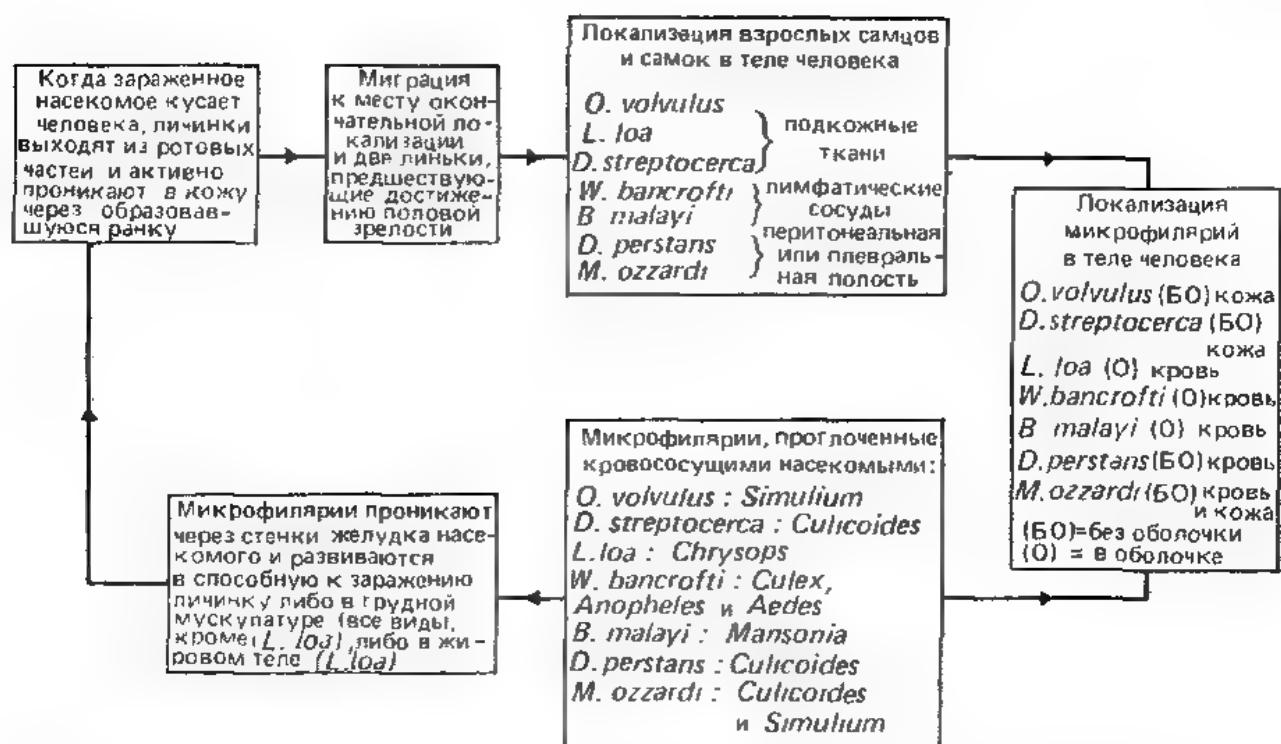 Когда зараженное
насекомое кусает
человека, личинки
выходят из ротовых
частей и активно
проникают в кожу
через образовав-
шуюся ранку
Миграция
к месту окон-
чательной ло-
кализации
и две линьки,
предшествую-
щие достиже-
нию половой
зрелости
Локализация взрослых самцов
и самок в теле человека
O. volvulus
L. loa
D. streptocerca
подкожные
ткани
W. bancrofti
B malayi
лимфатические
сосуды
D. perstans
M. ozzardi
перитонеальная
или плевраль-
ная полость
Локализация
микрофилярий
в теле человека
O. volvulus (БО) кожа
D. streptocerca (БО)
кожа
L. loa (О) кровь
W. bancrofti (О) кровь
B malayi (О) кровь
D. perstans (БО) кровь
M. ozzardi (БО) кровь
и кожа
(БО)=без оболочки
(О) = в оболочке
Микрофилярии, проглоченные
кровососущими насекомыми:
O. volvulus : Simulium
D. streptocerca : Culicoides
L. loa : Chrysops
W. bancrofti : Culex,
Anopheles и Aedes
B. malayi : Mansonia
D. perstans : Culicoides
M. ozzardi : Culicoides
и Simulium
Микрофилярии проникают
через стенки желудка насе-
комого и развиваются
в способную к заражению
личинку либо в грудной
мускулатуре (все виды,
кроме (L. loa), либо в жи-
ровом теле (L. loa)